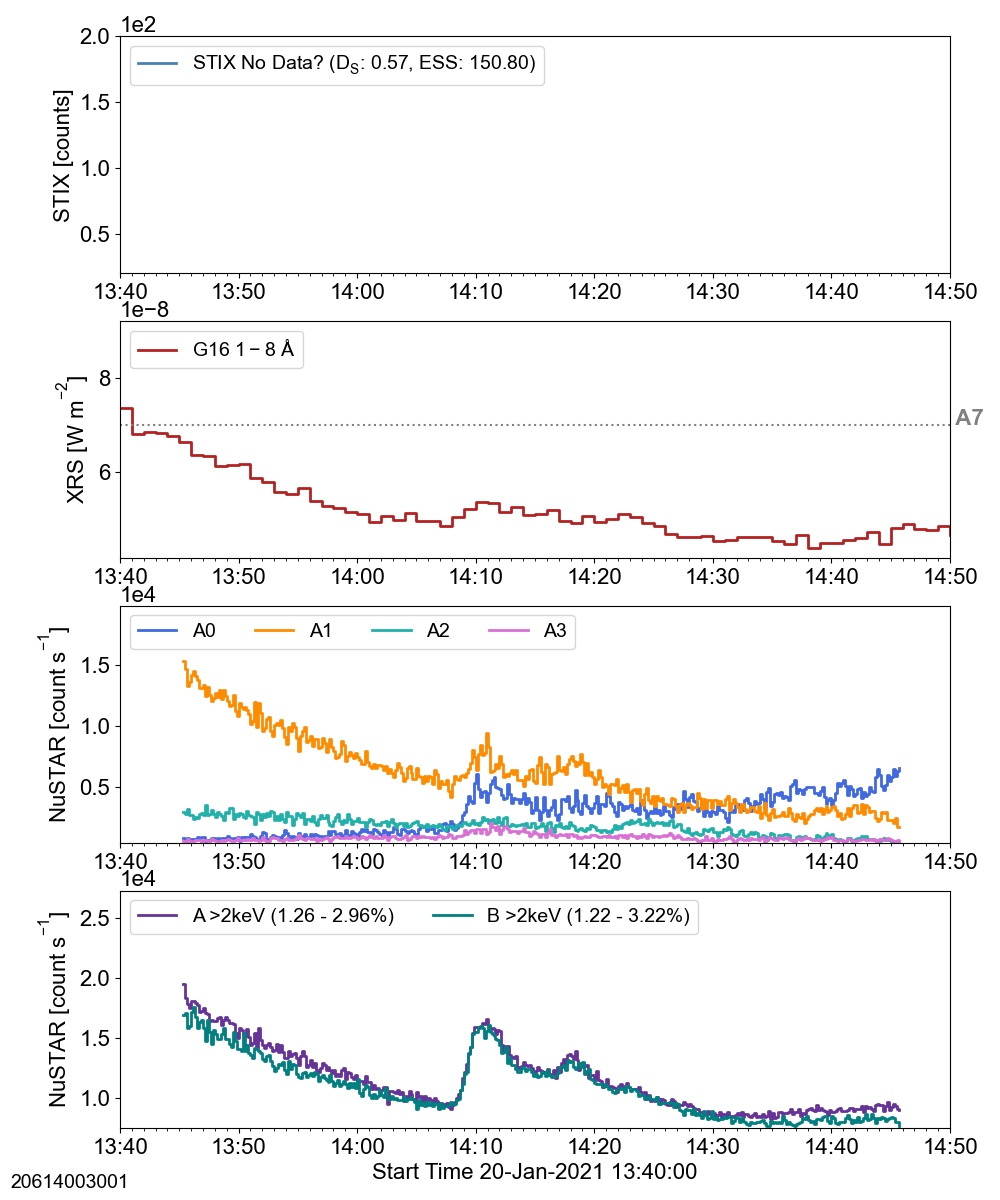 1e2
STIX [counts]
2.0
1.5
1.0
0.5
STIX No Data? (D_S: 0.57, ESS: 150.80)
13:40 13:50 14:00 14:10 14:20 14:30 14:40 14:50
1e−8
XRS [W m⁻²]
8
6
G16 1 − 8 Å
A7
13:40 13:50 14:00 14:10 14:20 14:30 14:40 14:50
1e4
NuSTAR [count s⁻¹]
1.5
1.0
0.5
A0 A1 A2 A3
13:40 13:50 14:00 14:10 14:20 14:30 14:40 14:50
1e4
NuSTAR [count s⁻¹]
2.5
2.0
1.5
1.0
A >2keV (1.26 - 2.96%) B >2keV (1.22 - 3.22%)
13:40 13:50 14:00 14:10 14:20 14:30 14:40 14:50
Start Time 20-Jan-2021 13:40:00
20614003001